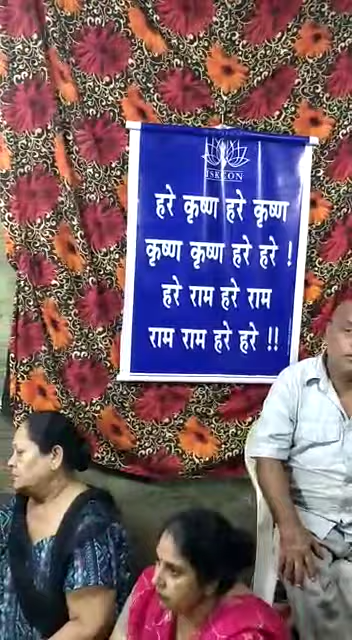 ISKCON
हरे कृष्ण हरे कृष्ण
कृष्ण कृष्ण हरे हरे !
हरे राम हरे राम
राम राम हरे हरे !!